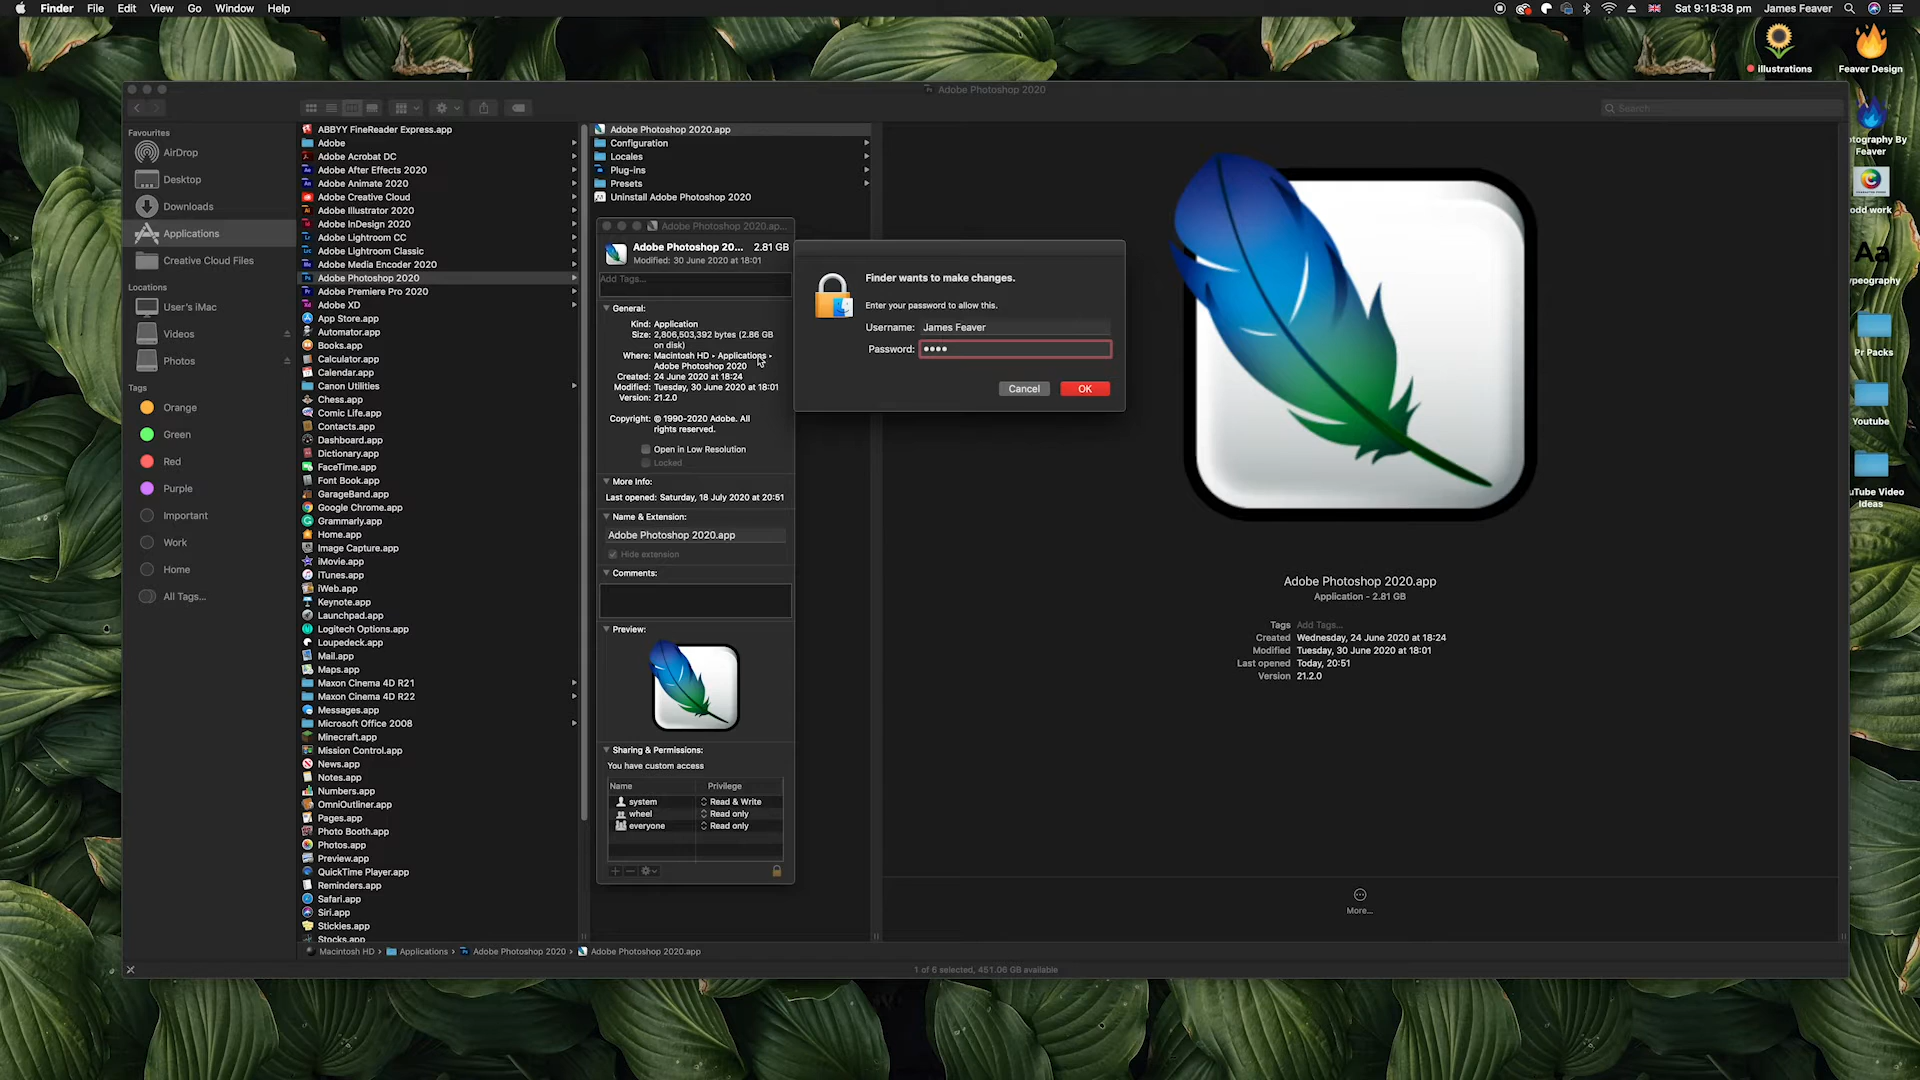 Finder File Edit View Go Window Help
Sat 9:18:38 pm James Feaver
illustrations
Feaver Design
Adobe Photoshop 2020
Search
Favourites
AirDrop
Desktop
Downloads
Applications
Creative Cloud Files
Locations
User's iMac
Videos
Photos
Tags
Orange
Green
Red
Purple
Important
Work
Home
All Tags...
ABBYY FineReader Express.app
Adobe
Adobe Acrobat DC
Adobe After Effects 2020
Adobe Animate 2020
Adobe Creative Cloud
Adobe Illustrator 2020
Adobe InDesign 2020
Adobe Lightroom CC
Adobe Lightroom Classic
Adobe Media Encoder 2020
Adobe Photoshop 2020
Adobe Premiere Pro 2020
Adobe XD
App Store.app
Automator.app
Books.app
Calculator.app
Calendar.app
Canon Utilities
Chess.app
Comic Life.app
Contacts.app
Dashboard.app
Dictionary.app
FaceTime.app
Font Book.app
GarageBand.app
Google Chrome.app
Grammarly.app
Home.app
Image Capture.app
iMovie.app
iTunes.app
iWeb.app
Keynote.app
Launchpad.app
Logitech Options.app
Loupedeck.app
Mail.app
Maps.app
Maxon Cinema 4D R21
Maxon Cinema 4D R22
Messages.app
Microsoft Office 2008
Minecraft.app
Mission Control.app
News.app
Notes.app
Numbers.app
OmniOutliner.app
Pages.app
Photo Booth.app
Photos.app
Preview.app
QuickTime Player.app
Reminders.app
Safari.app
Siri.app
Stickies.app
Stocks.app
Adobe Photoshop 2020.app
Configuration
Locales
Plug-ins
Presets
Uninstall Adobe Photoshop 2020
Adobe Photoshop 2020.ap...
Adobe Photoshop 20... 2.81 GB
Modified: 30 June 2020 at 18:01
Add Tags...
General:
Kind: Application
Size: 2,806,503,392 bytes (2.86 GB
on disk)
Where: Macintosh HD ▸ Applications ▸
Adobe Photoshop 2020
Created: 24 June 2020 at 18:24
Modified: Tuesday, 30 June 2020 at 18:01
Version: 21.2.0
Copyright: © 1990-2020 Adobe. All
rights reserved.
Open in Low Resolution
Locked
More Info:
Last opened: Saturday, 18 July 2020 at 20:51
Name & Extension:
Adobe Photoshop 2020.app
Hide extension
Comments:
Preview:
Sharing & Permissions:
You have custom access
Name Privilege
system Read & Write
wheel Read only
everyone Read only
Finder wants to make changes.
Enter your password to allow this.
Username: James Feaver
Password: ••••
Cancel OK
Adobe Photoshop 2020.app
Application - 2.81 GB
Tags Add Tags...
Created Wednesday, 24 June 2020 at 18:24
Modified Tuesday, 30 June 2020 at 18:01
Last opened Today, 20:51
Version 21.2.0
More...
Macintosh HD › Applications › Adobe Photoshop 2020 › Adobe Photoshop 2020.app
1 of 6 selected, 451.06 GB available
otography By
Feaver
odd work
Aa
ypeography
Pr Packs
Youtube
uTube Video
Ideas